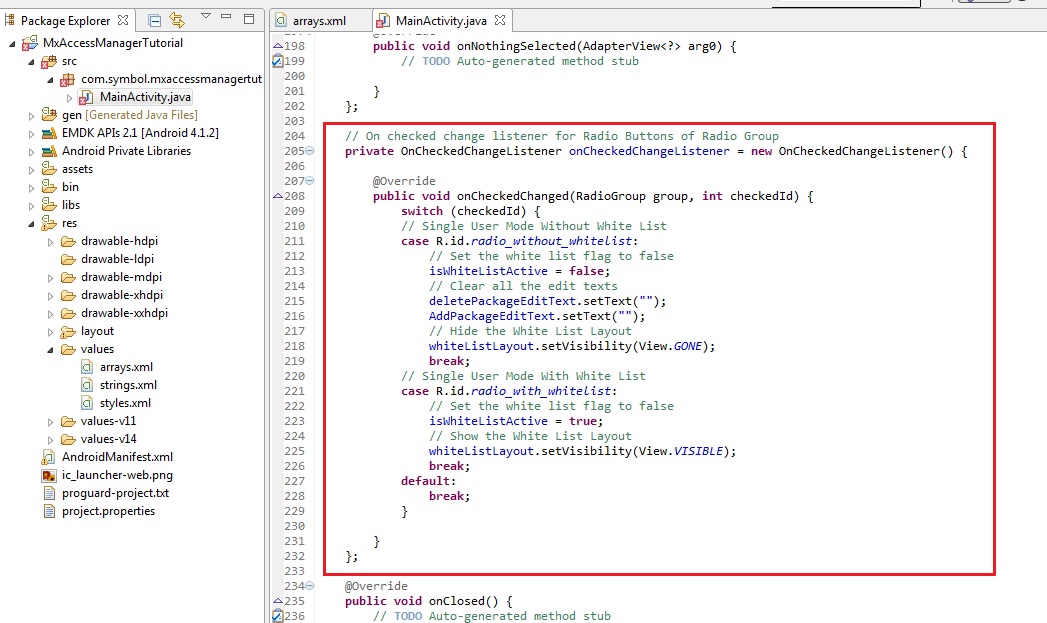 Package Explorer
MxAccessManagerTutorial
src
com.symbol.mxaccessmanagertut
MainActivity.java
gen [Generated Java Files]
EMDK APIs 2.1 [Android 4.1.2]
Android Private Libraries
assets
bin
libs
res
drawable-hdpi
drawable-ldpi
drawable-mdpi
drawable-xhdpi
drawable-xxhdpi
layout
values
arrays.xml
strings.xml
styles.xml
values-v11
values-v14
AndroidManifest.xml
ic_launcher-web.png
proguard-project.txt
project.properties
arrays.xml
MainActivity.java
198 public void onNothingSelected(AdapterView<?> arg0) {
199 // TODO Auto-generated method stub
200
201 }
202 };
203
204 // On checked change listener for Radio Buttons of Radio Group
205 private OnCheckedChangeListener onCheckedChangeListener = new OnCheckedChangeListener() {
206
207 @Override
208 public void onCheckedChanged(RadioGroup group, int checkedId) {
209 switch (checkedId) {
210 // Single User Mode Without White List
211 case R.id.radio_without_whitelist:
212 // Set the white list flag to false
213 isWhiteListActive = false;
214 // Clear all the edit texts
215 deletePackageEditText.setText("");
216 AddPackageEditText.setText("");
217 // Hide the White List Layout
218 whiteListLayout.setVisibility(View.GONE);
219 break;
220 // Single User Mode With White List
221 case R.id.radio_with_whitelist:
222 // Set the white list flag to false
223 isWhiteListActive = true;
224 // Show the White List Layout
225 whiteListLayout.setVisibility(View.VISIBLE);
226 break;
227 default:
228 break;
229 }
230
231 }
232 };
233
234 @Override
235 public void onClosed() {
236 // TODO Auto-generated method stub